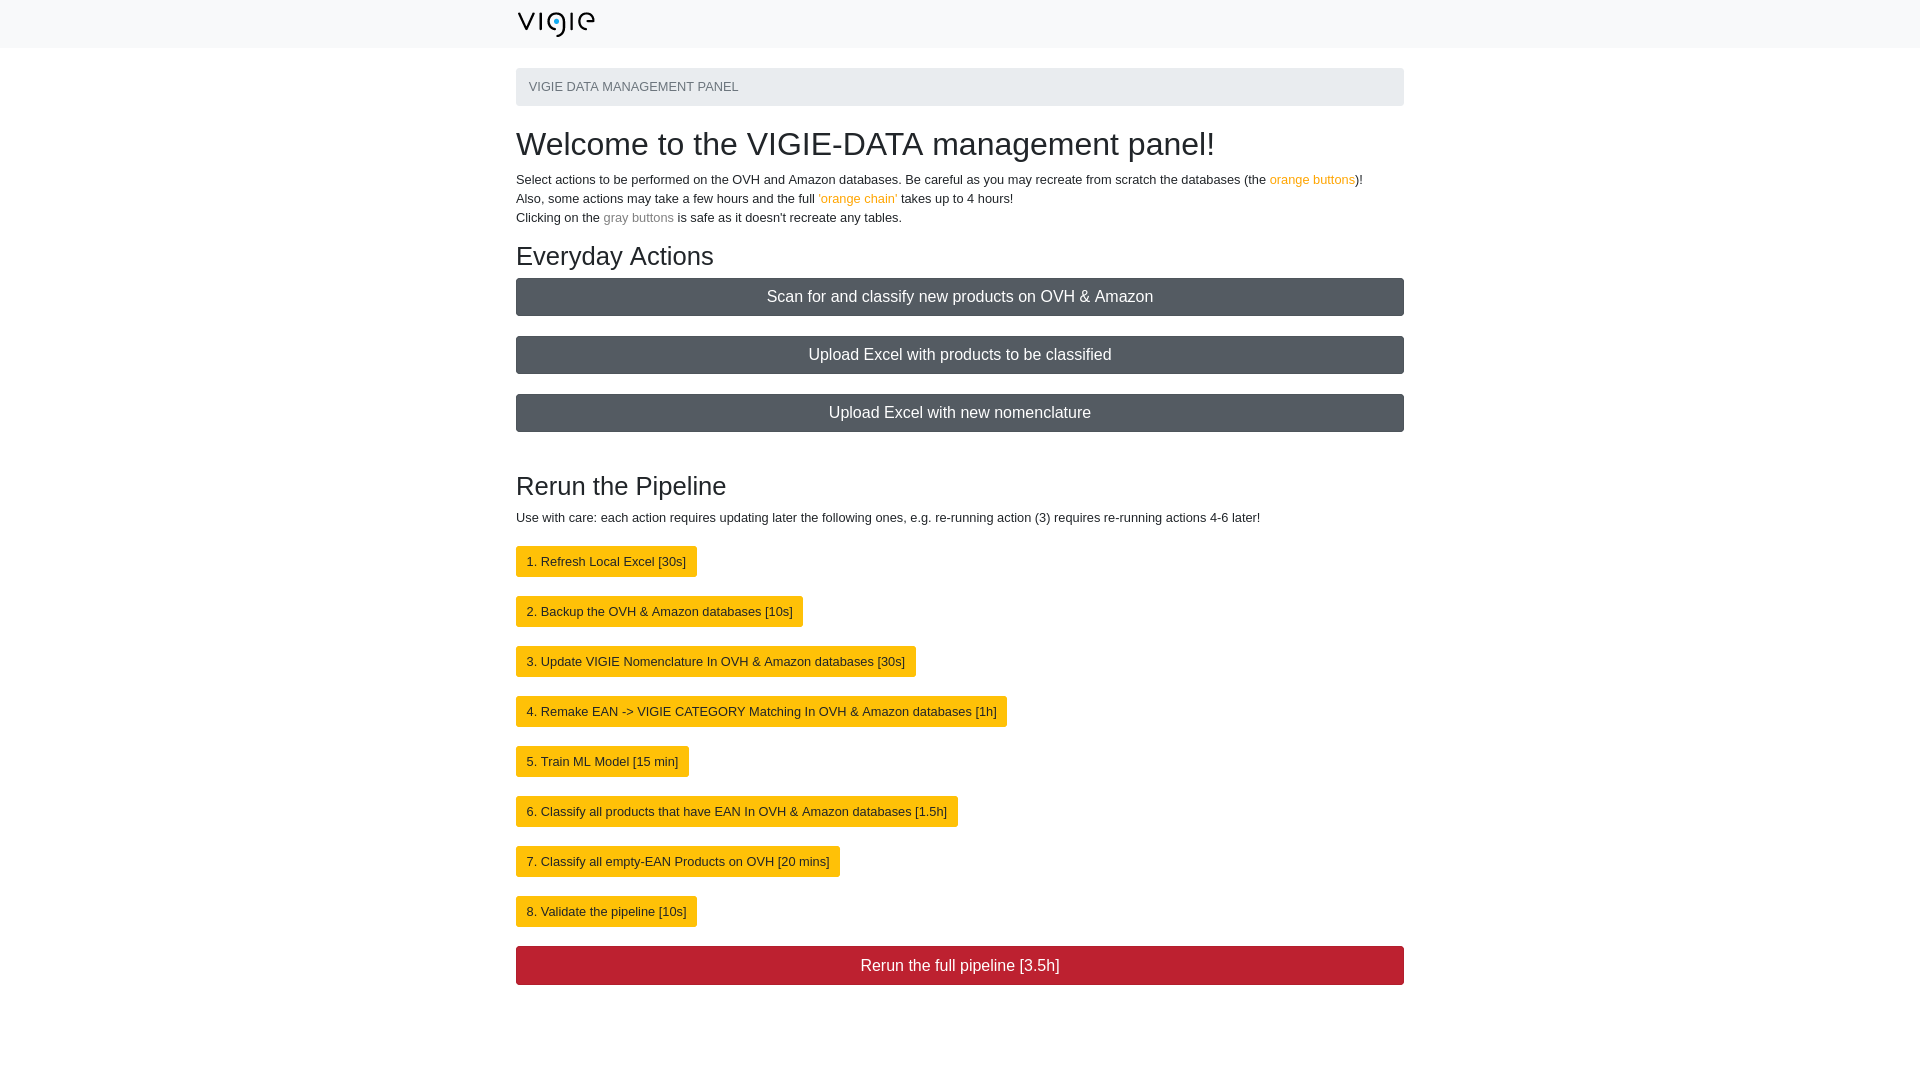 VIGIE
VIGIE DATA MANAGEMENT PANEL
Welcome to the VIGIE-DATA management panel!
Select actions to be performed on the OVH and Amazon databases. Be careful as you may recreate from scratch the databases (the orange buttons)!
Also, some actions may take a few hours and the full 'orange chain' takes up to 4 hours!
Clicking on the gray buttons is safe as it doesn't recreate any tables.
Everyday Actions
Scan for and classify new products on OVH & Amazon
Upload Excel with products to be classified
Upload Excel with new nomenclature
Rerun the Pipeline
Use with care: each action requires updating later the following ones, e.g. re-running action (3) requires re-running actions 4-6 later!
1. Refresh Local Excel [30s]
2. Backup the OVH & Amazon databases [10s]
3. Update VIGIE Nomenclature In OVH & Amazon databases [30s]
4. Remake EAN -> VIGIE CATEGORY Matching In OVH & Amazon databases [1h]
5. Train ML Model [15 min]
6. Classify all products that have EAN In OVH & Amazon databases [1.5h]
7. Classify all empty-EAN Products on OVH [20 mins]
8. Validate the pipeline [10s]
Rerun the full pipeline [3.5h]